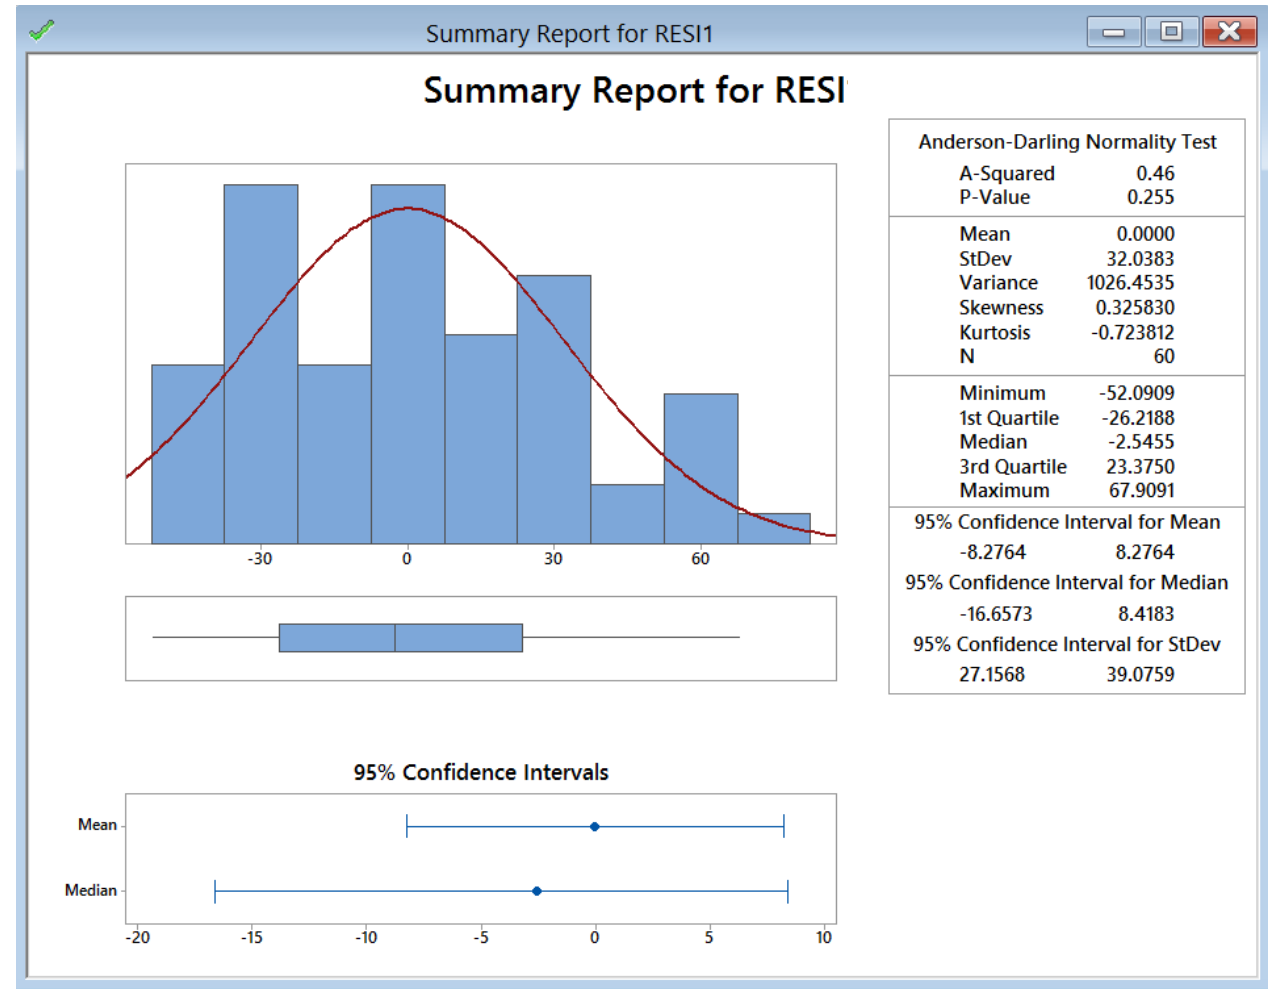 Summary Report for RESI1
Summary Report for RESI
-30 0 30 60
95% Confidence Intervals
Mean
Median
-20 -15 -10 -5 0 5 10
Anderson-Darling Normality Test
A-Squared 0.46
P-Value 0.255
Mean 0.0000
StDev 32.0383
Variance 1026.4535
Skewness 0.325830
Kurtosis -0.723812
N 60
Minimum -52.0909
1st Quartile -26.2188
Median -2.5455
3rd Quartile 23.3750
Maximum 67.9091
95% Confidence Interval for Mean
-8.2764 8.2764
95% Confidence Interval for Median
-16.6573 8.4183
95% Confidence Interval for StDev
27.1568 39.0759